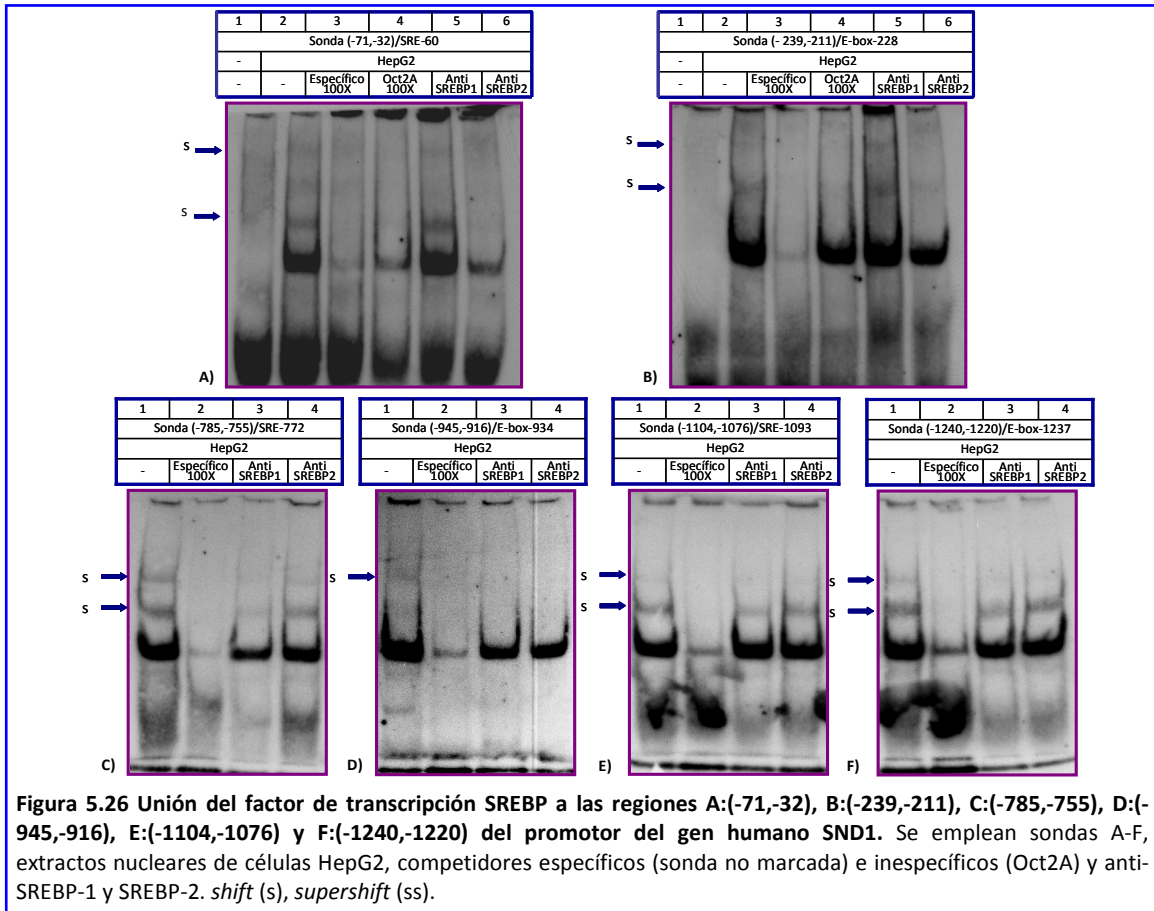 1 2 3 4 5 6
Sonda (-71,-32)/SRE-60
- HepG2
- Específico 100X Oct2A 100X Anti SREBP1 Anti SREBP2
s
s
A)
1 2 3 4 5 6
Sonda (- 239,-211)/E-box-228
- HepG2
- Específico 100X Oct2A 100X Anti SREBP1 Anti SREBP2
s
s
B)
1 2 3 4
Sonda (-785,-755)/SRE-772
HepG2
- Específico 100X Anti SREBP1 Anti SREBP2
s
s
C)
1 2 3 4
Sonda (-945,-916)/E-box-934
HepG2
- Específico 100X Anti SREBP1 Anti SREBP2
s
D)
1 2 3 4
Sonda (-1104,-1076)/SRE-1093
HepG2
- Específico 100X Anti SREBP1 Anti SREBP2
s
s
E)
1 2 3 4
Sonda (-1240,-1220)/E-box-1237
HepG2
- Específico 100X Anti SREBP1 Anti SREBP2
s
s
F)
Figura 5.26 Unión del factor de transcripción SREBP a las regiones A:(-71,-32), B:(-239,-211), C:(-785,-755), D:(-
945,-916), E:(-1104,-1076) y F:(-1240,-1220) del promotor del gen humano SND1. Se emplean sondas A-F,
extractos nucleares de células HepG2, competidores específicos (sonda no marcada) e inespecíficos (Oct2A) y anti-
SREBP-1 y SREBP-2. shift (s), supershift (ss).